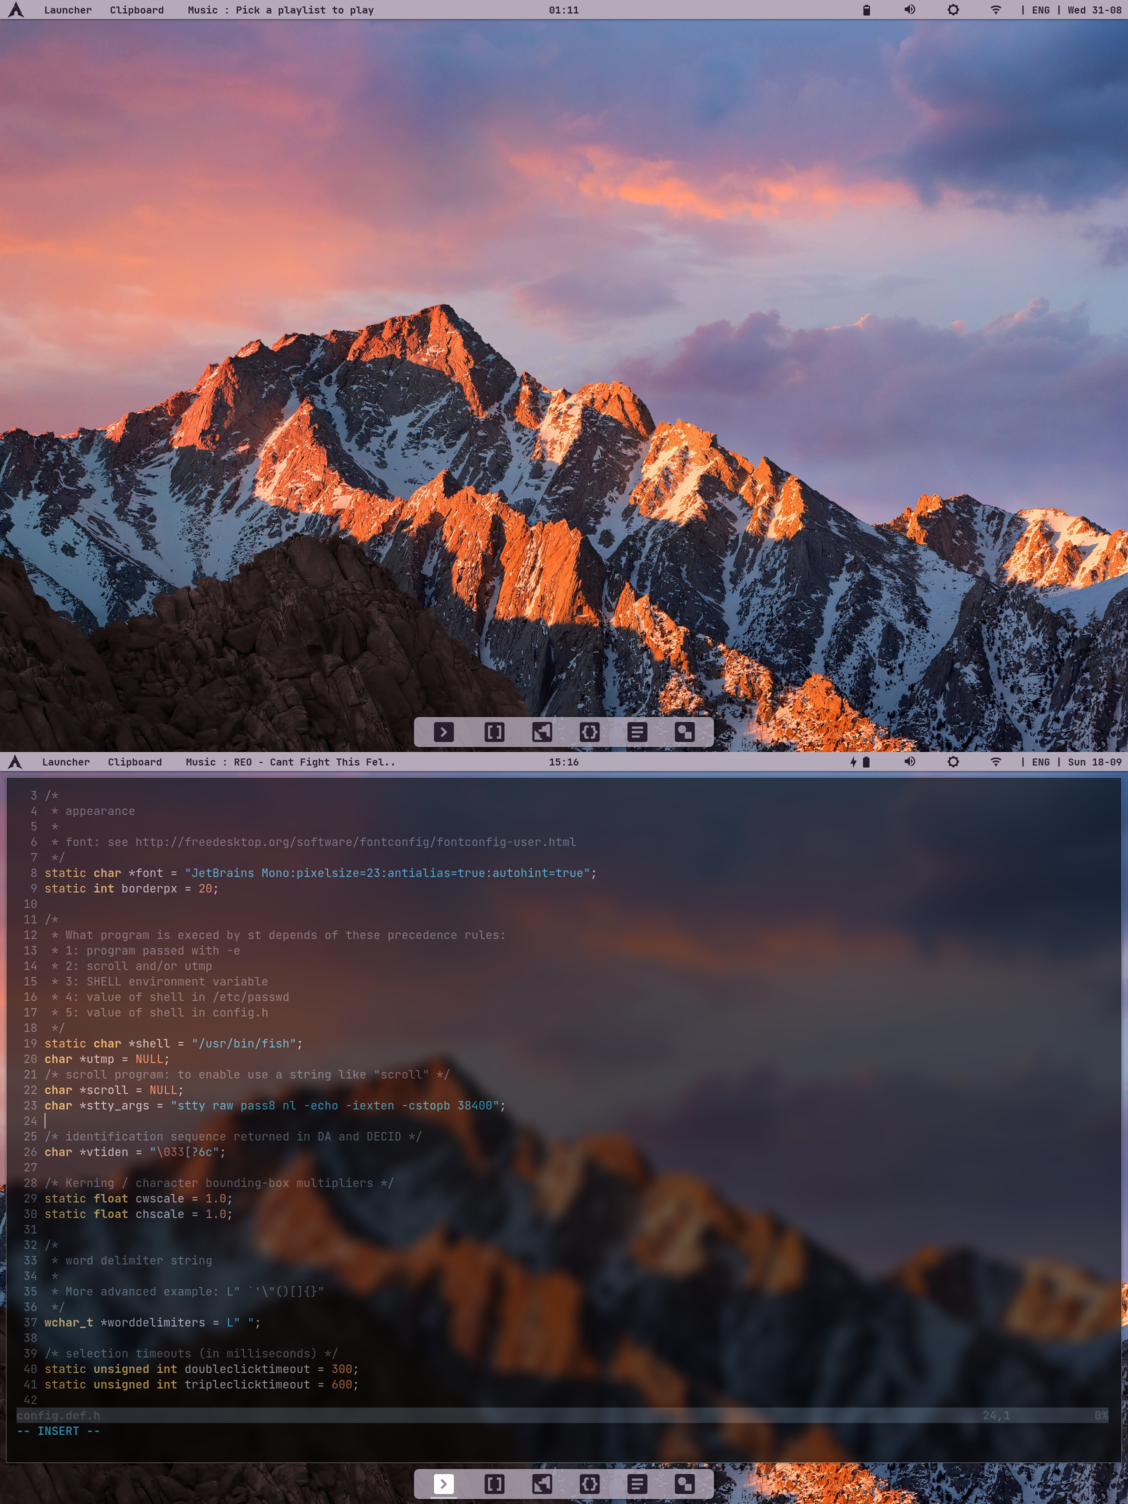 Launcher Clipboard Music : Pick a playlist to play 01:11 | ENG | Wed 31-08
Launcher Clipboard Music : REO - Cant Fight This Fel.. 15:16 | ENG | Sun 18-09
3 /*
4  * appearance
5  *
6  * font: see http://freedesktop.org/software/fontconfig/fontconfig-user.html
7  */
8 static char *font = "JetBrains Mono:pixelsize=23:antialias=true:autohint=true";
9 static int borderpx = 20;
10
11 /*
12  * What program is execed by st depends of these precedence rules:
13  * 1: program passed with -e
14  * 2: scroll and/or utmp
15  * 3: SHELL environment variable
16  * 4: value of shell in /etc/passwd
17  * 5: value of shell in config.h
18  */
19 static char *shell = "/usr/bin/fish";
20 char *utmp = NULL;
21 /* scroll program: to enable use a string like "scroll" */
22 char *scroll = NULL;
23 char *stty_args = "stty raw pass8 nl -echo -iexten -cstopb 38400";
24
25 /* identification sequence returned in DA and DECID */
26 char *vtiden = "\033[?6c";
27
28 /* Kerning / character bounding-box multipliers */
29 static float cwscale = 1.0;
30 static float chscale = 1.0;
31
32 /*
33  * word delimiter string
34  *
35  * More advanced example: L" `'\"()[]{}"
36  */
37 wchar_t *worddelimiters = L" ";
38
39 /* selection timeouts (in milliseconds) */
40 static unsigned int doubleclicktimeout = 300;
41 static unsigned int tripleclicktimeout = 600;
42
config.def.h 24,1 0%
-- INSERT --